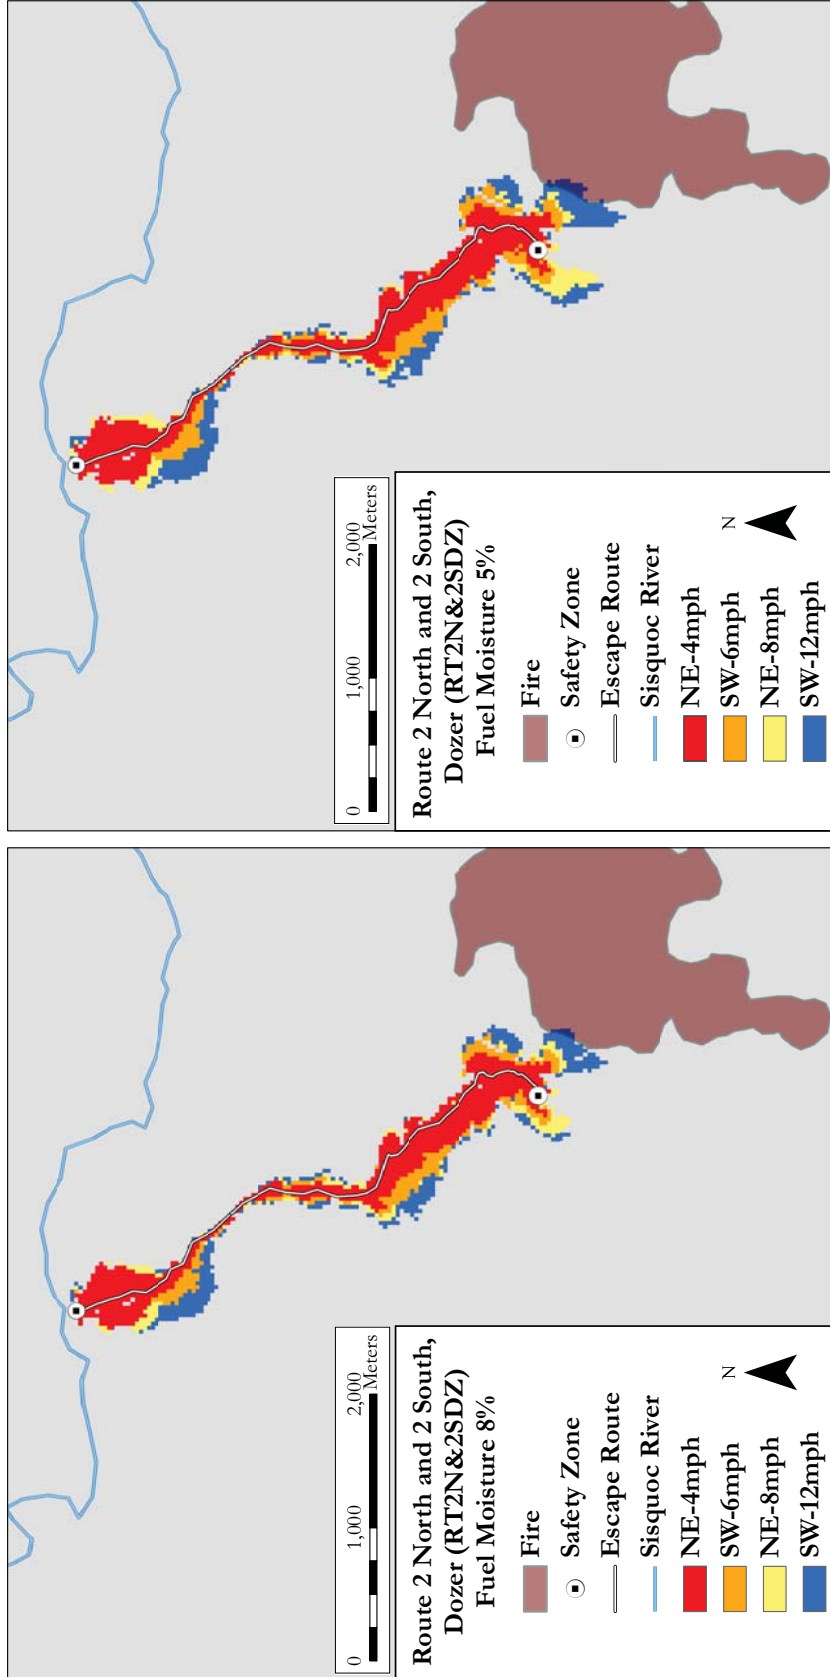 0 1,000 2,000
Meters
Route 2 North and 2 South,
Dozer (RT2N&2SDZ)
Fuel Moisture 8%
Fire
Safety Zone
Escape Route
Sisquoc River
NE-4mph
SW-6mph
NE-8mph
SW-12mph
N
0 1,000 2,000
Meters
Route 2 North and 2 South,
Dozer (RT2N&2SDZ)
Fuel Moisture 5%
Fire
Safety Zone
Escape Route
Sisquoc River
NE-4mph
SW-6mph
NE-8mph
SW-12mph
N